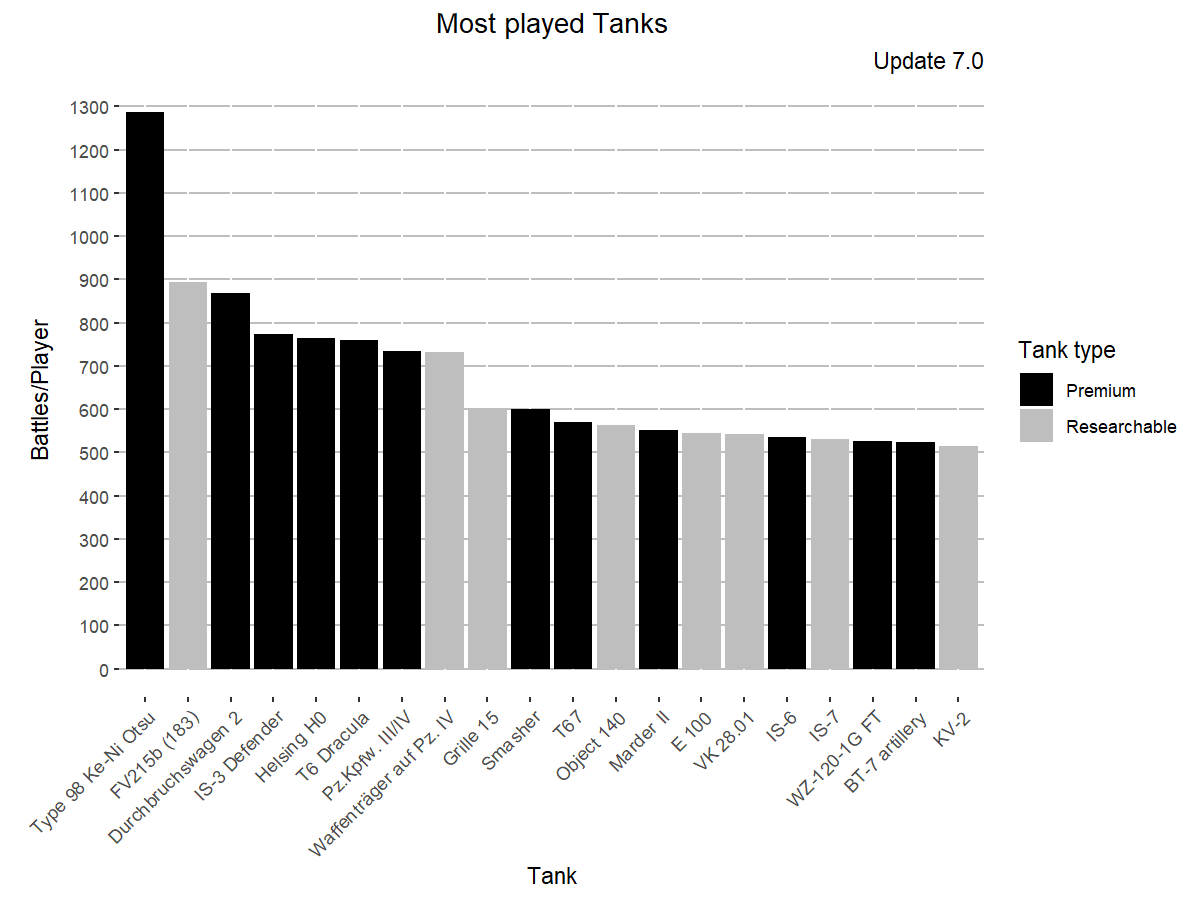 Most played Tanks
Update 7.0
Battles/Player
1300
1200
1100
1000
900
800
700
600
500
400
300
200
100
0
Type 98 Ke-Ni Otsu
FV215b (183)
Durchbruchswagen 2
IS-3 Defender
Helsing H0
T6 Dracula
Pz.Kpfw. III/IV
Waffenträger auf Pz. IV
Grille 15
Smasher
T67
Object 140
Marder II
E 100
VK 28.01
IS-6
IS-7
WZ-120-1G FT
BT-7 artillery
KV-2
Tank
Tank type
Premium
Researchable